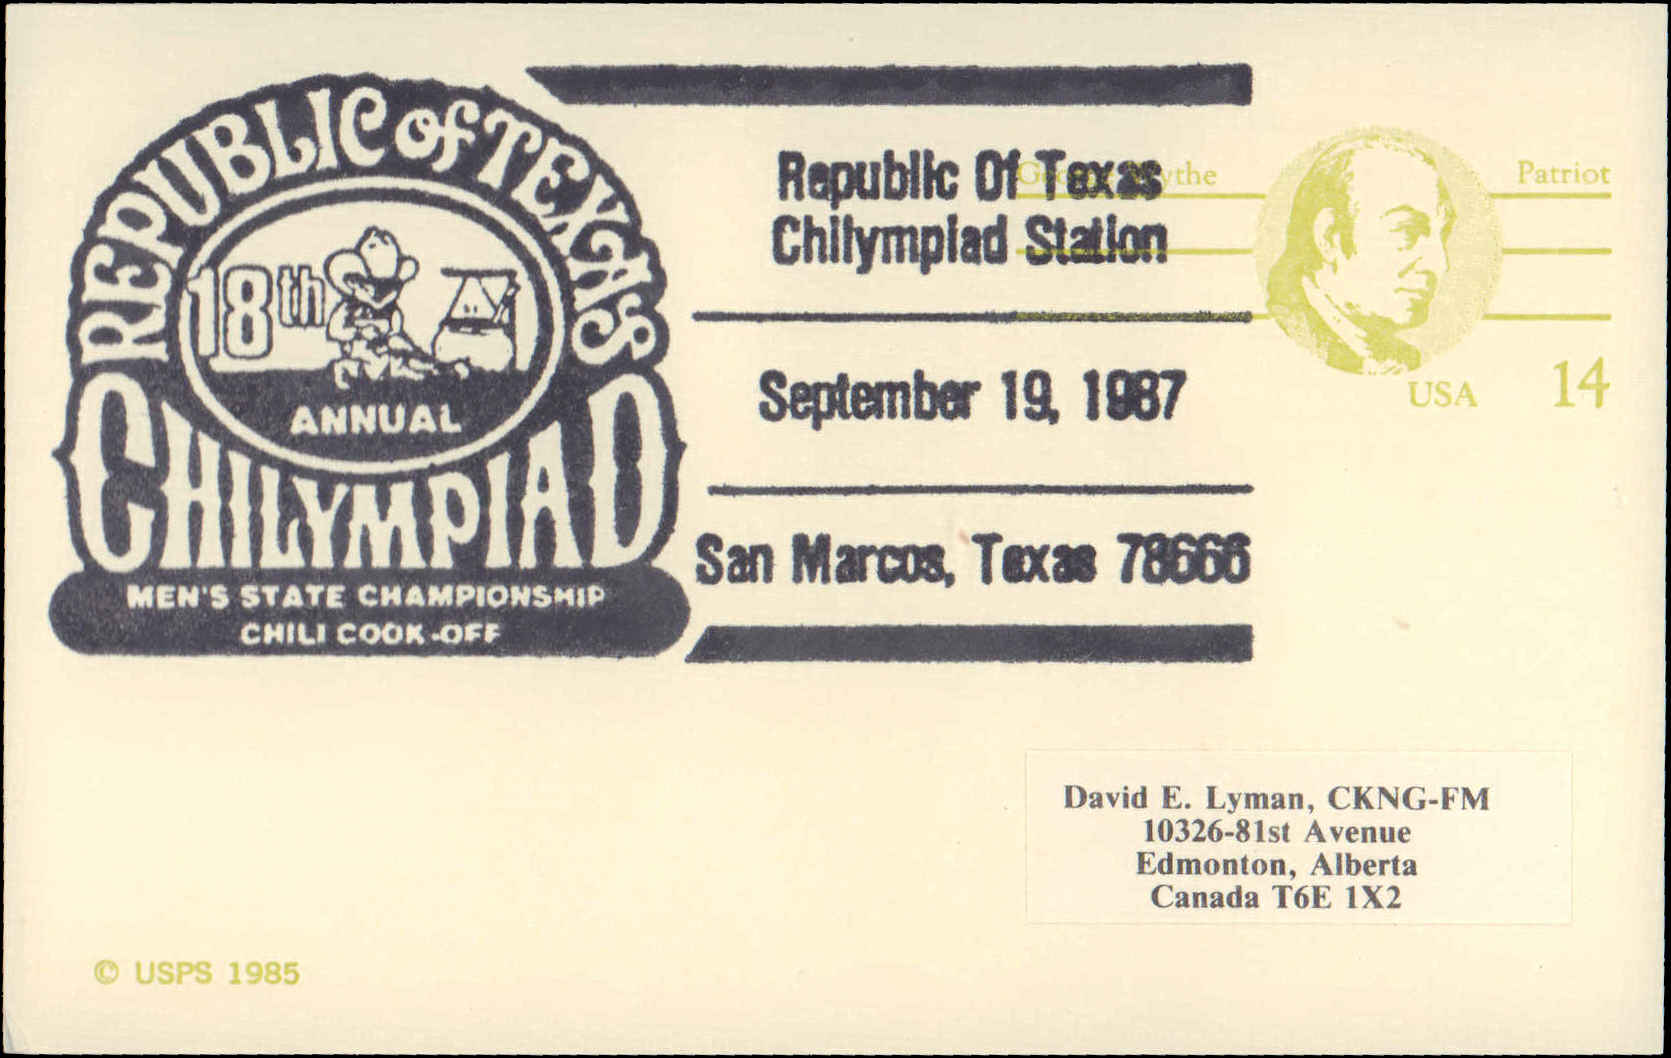 REPUBLIC of TEXAS
18th
ANNUAL
CHILYMPIAD
MEN'S STATE CHAMPIONSHIP
CHILI COOK-OFF
Republic Of Texas
Chilympiad Station
September 19, 1987
San Marcos, Texas 78666
Patriot
USA 14
David E. Lyman, CKNG-FM
10326-81st Avenue
Edmonton, Alberta
Canada T6E 1X2
© USPS 1985